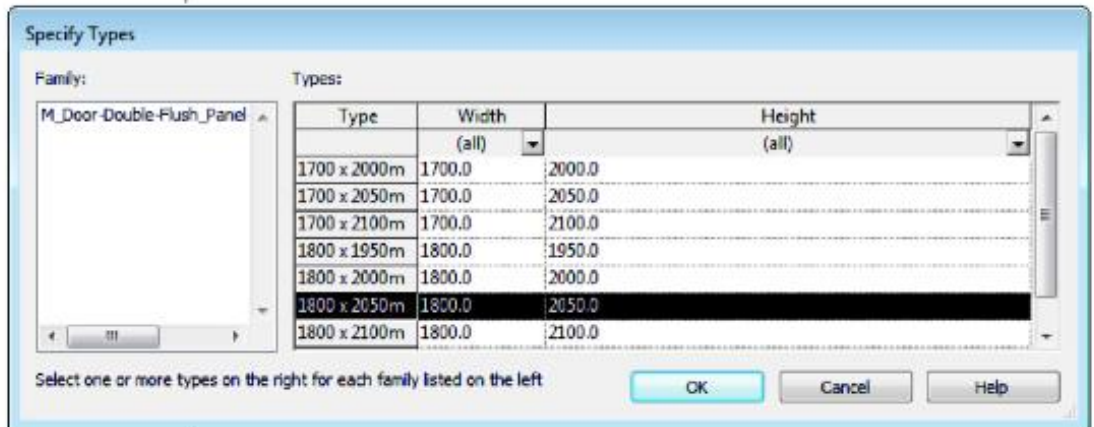 Specify Types
Family: Types:
M_Door-Double-Flush_Panel
Type Width Height
(all) (all)
1700 x 2000m 1700.0 2000.0
1700 x 2050m 1700.0 2050.0
1700 x 2100m 1700.0 2100.0
1800 x 1950m 1800.0 1950.0
1800 x 2000m 1800.0 2000.0
1800 x 2050m 1800.0 2050.0
1800 x 2100m 1800.0 2100.0
Select one or more types on the right for each family listed on the left
OK Cancel Help